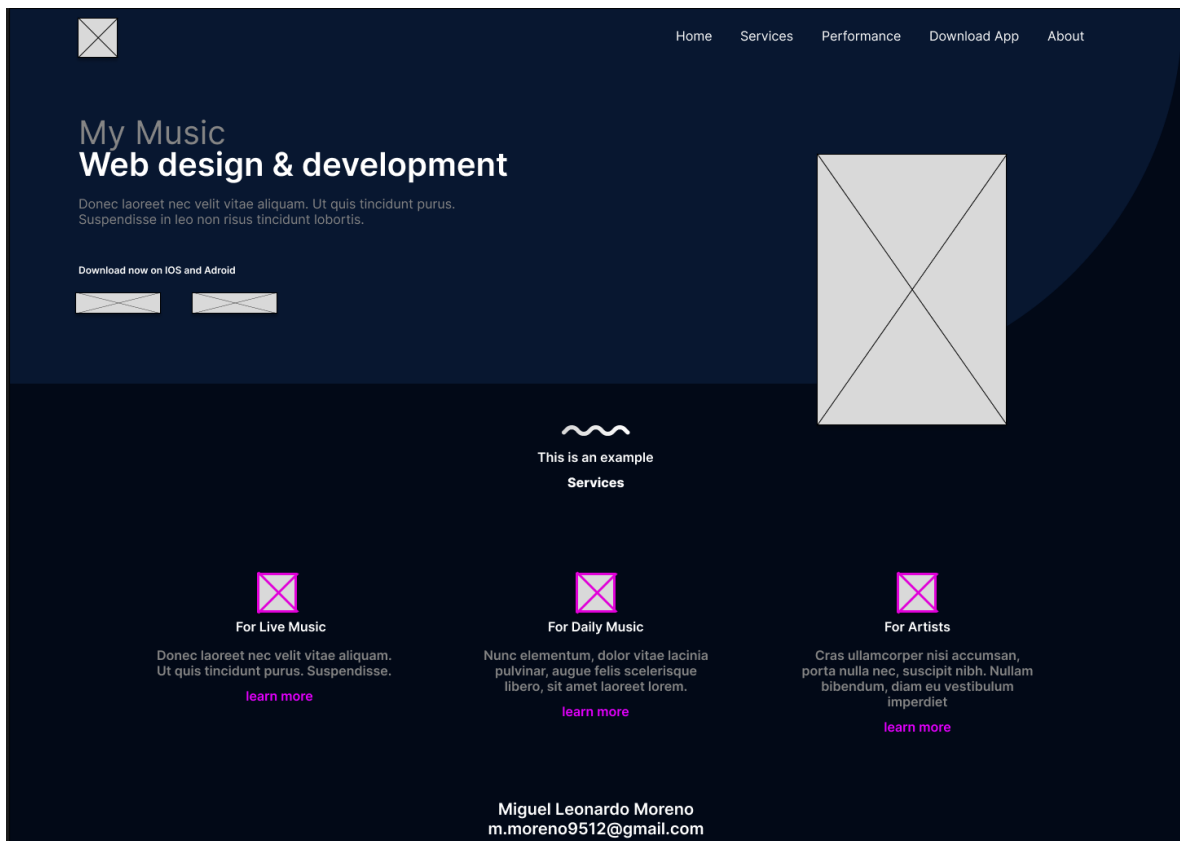 Home Services Performance Download App About
My Music
Web design & development
Donec laoreet nec velit vitae aliquam. Ut quis tincidunt purus.
Suspendisse in leo non risus tincidunt lobortis.
Download now on IOS and Adroid
This is an example
Services
For Live Music
Donec laoreet nec velit vitae aliquam.
Ut quis tincidunt purus. Suspendisse.
learn more
For Daily Music
Nunc elementum, dolor vitae lacinia
pulvinar, augue felis scelerisque
libero, sit amet laoreet lorem.
learn more
For Artists
Cras ullamcorper nisi accumsan,
porta nulla nec, suscipit nibh. Nullam
bibendum, diam eu vestibulum
imperdiet
learn more
Miguel Leonardo Moreno
m.moreno9512@gmail.com